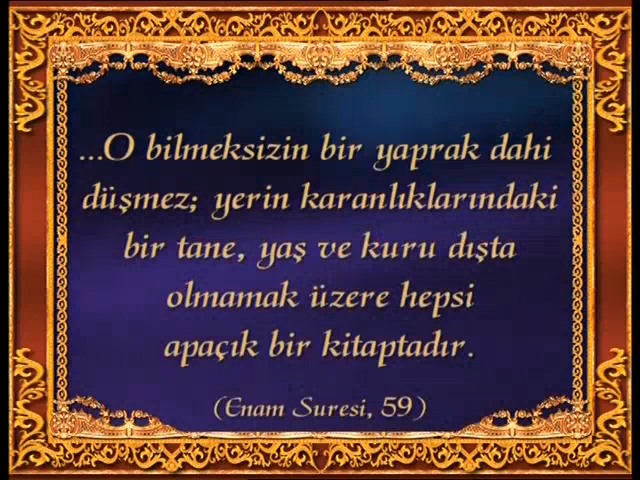 ...O bilmeksizin bir yaprak dahi
düşmez; yerin karanlıklarındaki
bir tane, yaş ve kuru dışta
olmamak üzere hepsi
apaçık bir kitaptadır.
(Enam Suresi, 59)